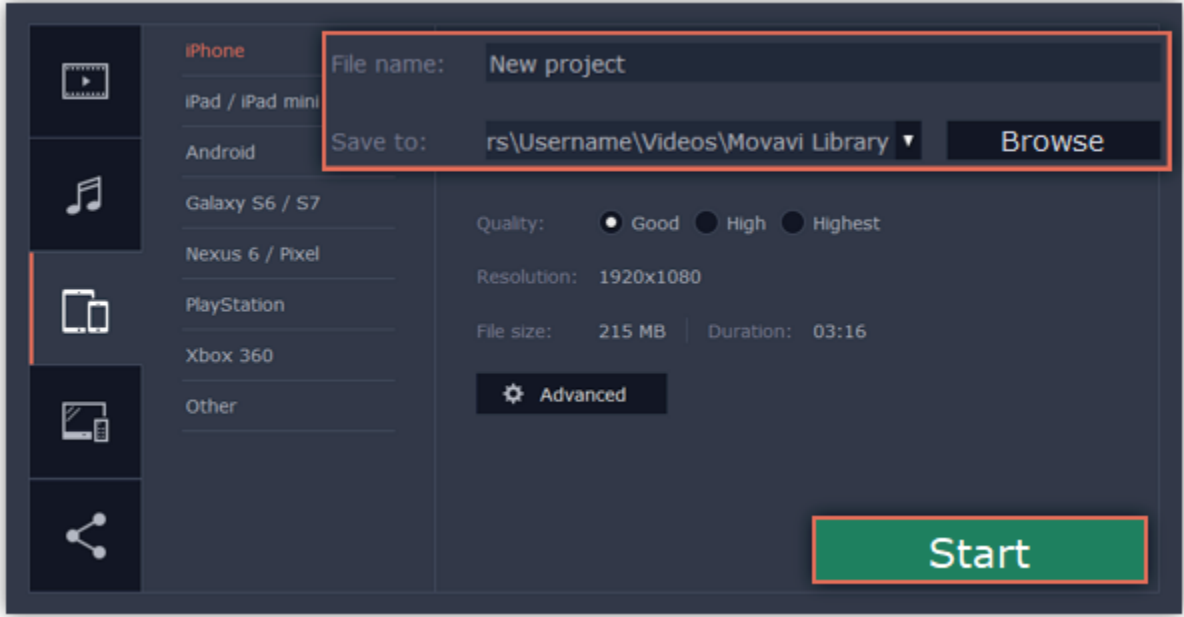 iPhone
iPad / iPad mini
Android
Galaxy S6 / S7
Nexus 6 / Pixel
PlayStation
Xbox 360
Other
File name: New project
Save to: rs\Username\Videos\Movavi Library ▼ Browse
Quality: Good High Highest
Resolution: 1920x1080
File size: 215 MB Duration: 03:16
Advanced
Start